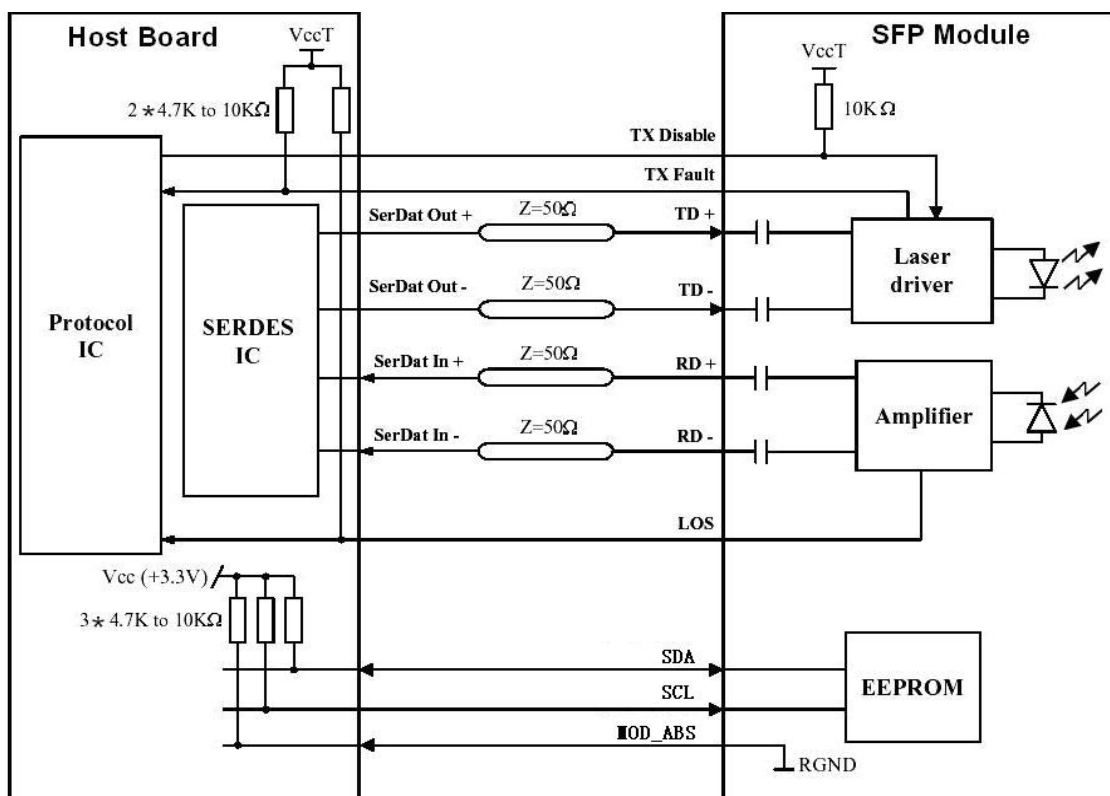 Host Board
SFP Module
VccT
VccT
2*4.7K to 10KΩ
10KΩ
TX Disable
TX Fault
SerDat Out +
Z=50Ω
TD +
Laser driver
SerDat Out -
Z=50Ω
TD -
Protocol IC
SERDES IC
SerDat In +
Z=50Ω
RD +
Amplifier
SerDat In -
Z=50Ω
RD -
LOS
Vcc (+3.3V)
3*4.7K to 10KΩ
SDA
EEPROM
SCL
MOD_ABS
RGND